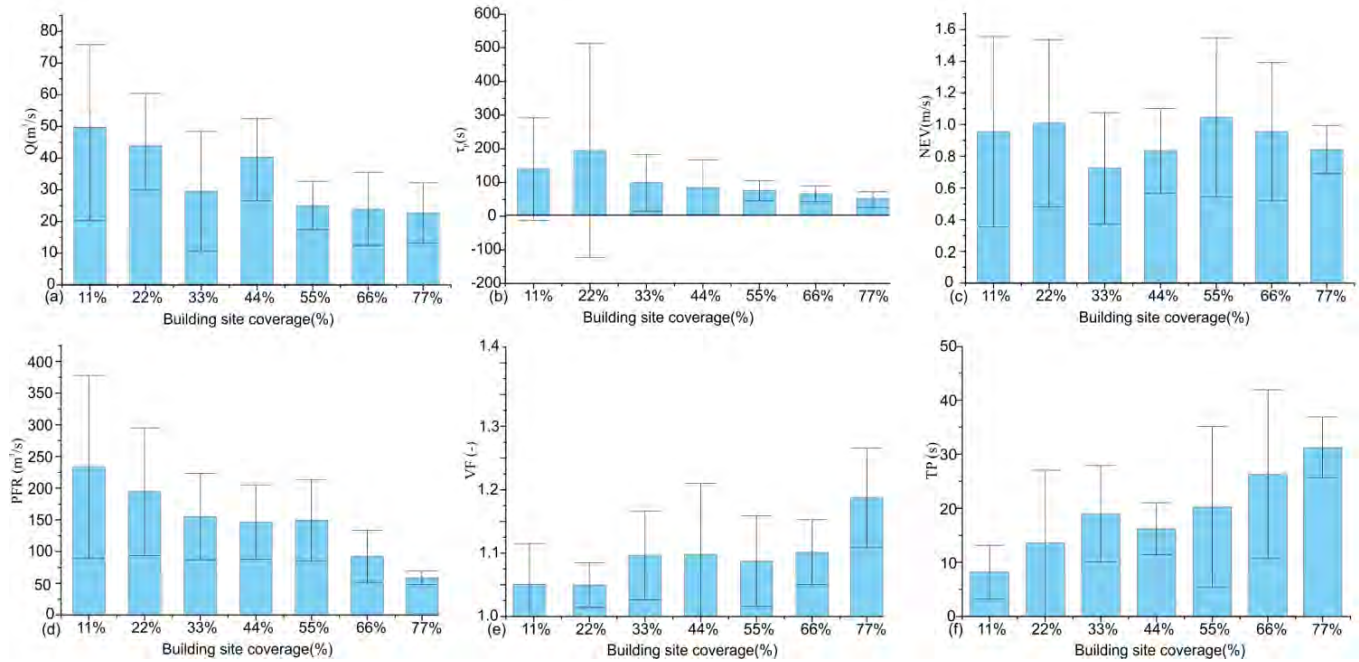 Q(m³/s)
80
70
60
50
40
30
20
10
0
(a)
11% 22% 33% 44% 55% 66% 77%
Building site coverage(%)
τp(s)
600
500
400
300
200
100
0
-100
-200
(b)
11% 22% 33% 44% 55% 66% 77%
Building site coverage(%)
NEV(m/s)
1.6
1.4
1.2
1.0
0.8
0.6
0.4
0.2
0
(c)
11% 22% 33% 44% 55% 66% 77%
Building site coverage(%)
PFR (m³/s)
400
350
300
250
200
150
100
50
0
(d)
11% 22% 33% 44% 55% 66% 77%
Building site coverage(%)
VF (-)
1.4
1.3
1.2
1.1
1.0
(e)
11% 22% 33% 44% 55% 66% 77%
Building site coverage(%)
TP (s)
50
40
30
20
10
0
(f)
11% 22% 33% 44% 55% 66% 77%
Building site coverage(%)